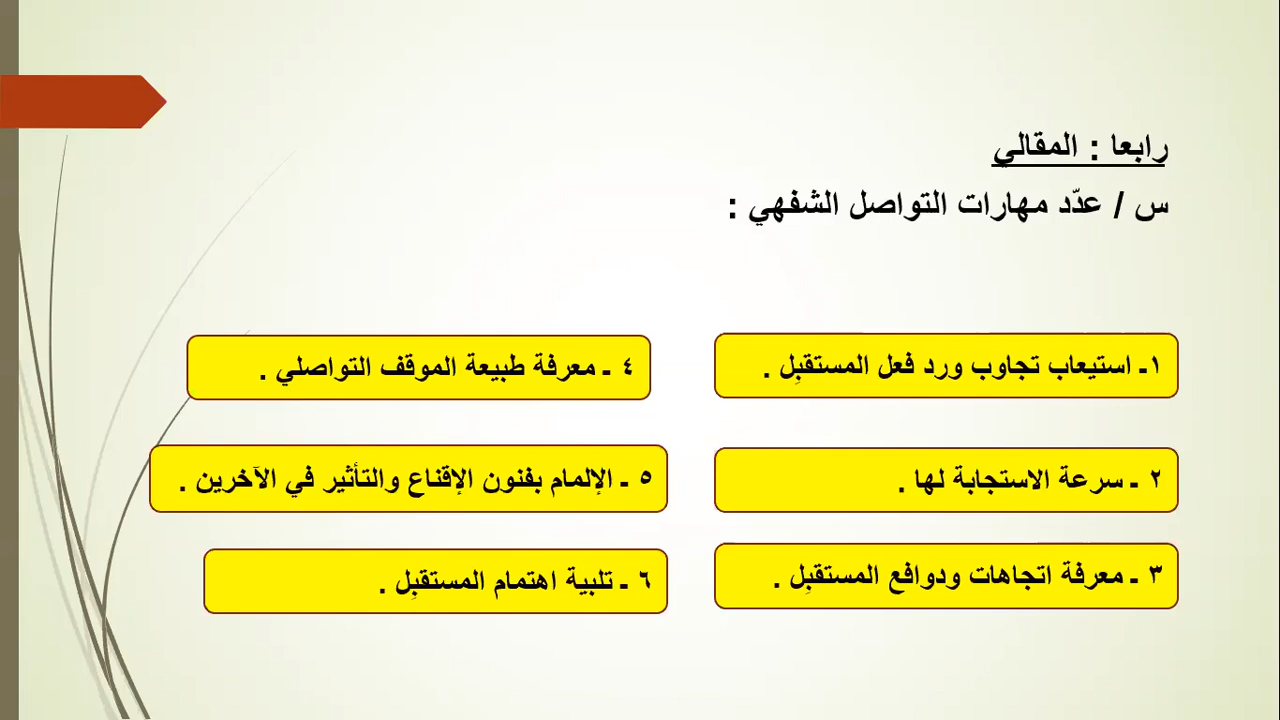 رابعا : المقالي
س / عدّد مهارات التواصل الشفهي :
١ـ استيعاب تجاوب ورد فعل المستقبِل .
٢ ـ سرعة الاستجابة لها .
٣ ـ معرفة اتجاهات ودوافع المستقبِل .
٤ ـ معرفة طبيعة الموقف التواصلي .
٥ ـ الإلمام بفنون الإقناع والتأثير في الآخرين .
٦ ـ تلبية اهتمام المستقبِل .